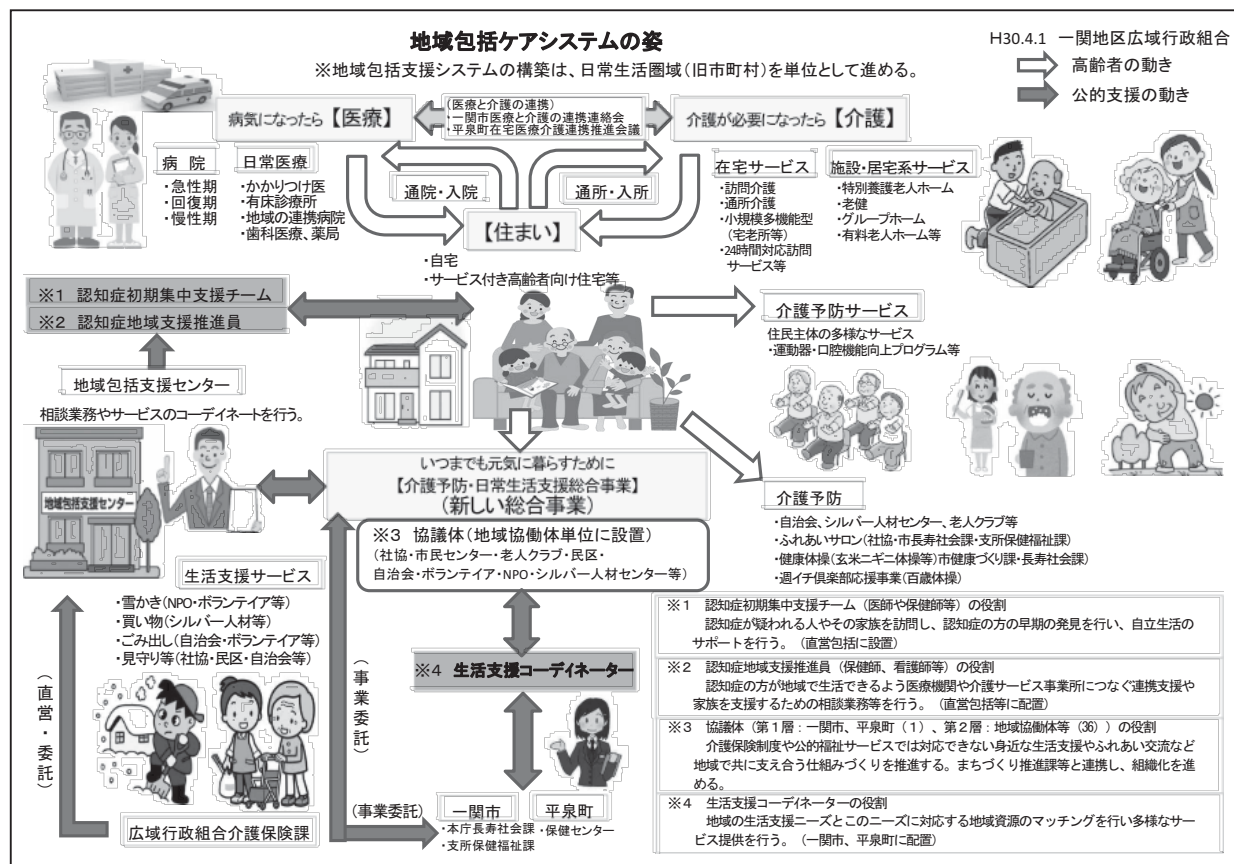 地域包括ケアシステムの姿
H30.4.1 一関地区広域行政組合
※地域包括支援システムの構築は、日常生活圏域(旧市町村)を単位として進める。
高齢者の動き
公的支援の動き
病気になったら【医療】
(医療と介護の連携)
・一関市医療と介護の連携連絡会
・平泉町在宅医療介護連携推進会議
介護が必要になったら【介護】
病 院
・急性期
・回復期
・慢性期
日常医療
・かかりつけ医
・有床診療所
・地域の連携病院
・歯科医療、薬局
通院・入院
通所・入所
在宅サービス
・訪問介護
・通所介護
・小規模多機能型
(宅老所等)
・24時間対応訪問
サービス等
施設・居宅系サービス
・特別養護老人ホーム
・老健
・グループホーム
・有料老人ホーム等
【住まい】
・自宅
・サービス付き高齢者向け住宅等
※1 認知症初期集中支援チーム
※2 認知症地域支援推進員
地域包括支援センター
相談業務やサービスのコーデイネートを行う。
地域包括支援センター
介護予防サービス
住民主体の多様なサービス
・運動器・口腔機能向上プログラム等
いつまでも元気に暮らすために
【介護予防・日常生活支援総合事業】
(新しい総合事業)
※3 協議体(地域協働体単位に設置)
(社協・市民センター・老人クラブ・民区・
自治会・ボランテイア・NPO・シルバー人材センター等)
介護予防
・自治会、シルバー人材センター、老人クラブ等
・ふれあいサロン(社協・市長寿社会課・支所保健福祉課)
・健康体操(玄米ニギニギ体操等)市健康づくり課・長寿社会課)
・週イチ倶楽部応援事業(百歳体操)
生活支援サービス
・雪かき(NPO・ボランテイア等)
・買い物(シルバー人材等)
・ごみ出し(自治会・ボランテイア等)
・見守り等(社協・民区・自治会等)
(直営・委託)
(事業委託)
※4 生活支援コーデイネーター
(事業委託)
一関市
・本庁長寿社会課
・支所保健福祉課
平泉町
・保健センター
広域行政組合介護保険課
※1 認知症初期集中支援チーム(医師や保健師等)の役割
認知症が疑われる人やその家族を訪問し、認知症の方の早期の発見を行い、自立生活の
サポートを行う。(直営包括に設置)
※2 認知症地域支援推進員(保健師、看護師等)の役割
認知症の方が地域で生活できるよう医療機関や介護サービス事業所につなぐ連携支援や
家族を支援するための相談業務等を行う。(直営包括等に配置)
※3 協議体(第1層:一関市、平泉町(1)、第2層:地域協働体等(36))の役割
介護保険制度や公的福祉サービスでは対応できない身近な生活支援やふれあい交流など
地域で共に支え合う仕組みづくりを推進する。まちづくり推進課等と連携し、組織化を進
める。
※4 生活支援コーデイネーターの役割
地域の生活支援ニーズとこのニーズに対応する地域資源のマッチングを行い多様なサー
ビス提供を行う。(一関市、平泉町に配置)